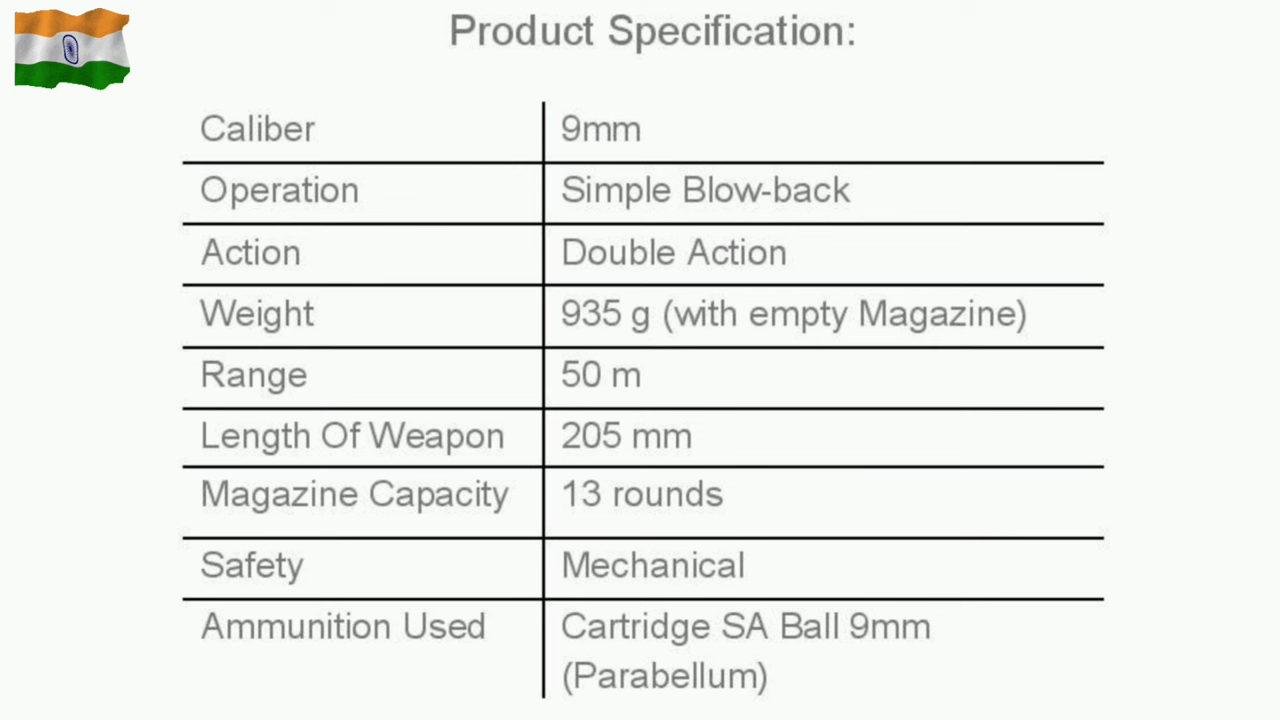 Product Specification:
Caliber 9mm
Operation Simple Blow-back
Action Double Action
Weight 935 g (with empty Magazine)
Range 50 m
Length Of Weapon 205 mm
Magazine Capacity 13 rounds
Safety Mechanical
Ammunition Used Cartridge SA Ball 9mm
(Parabellum)